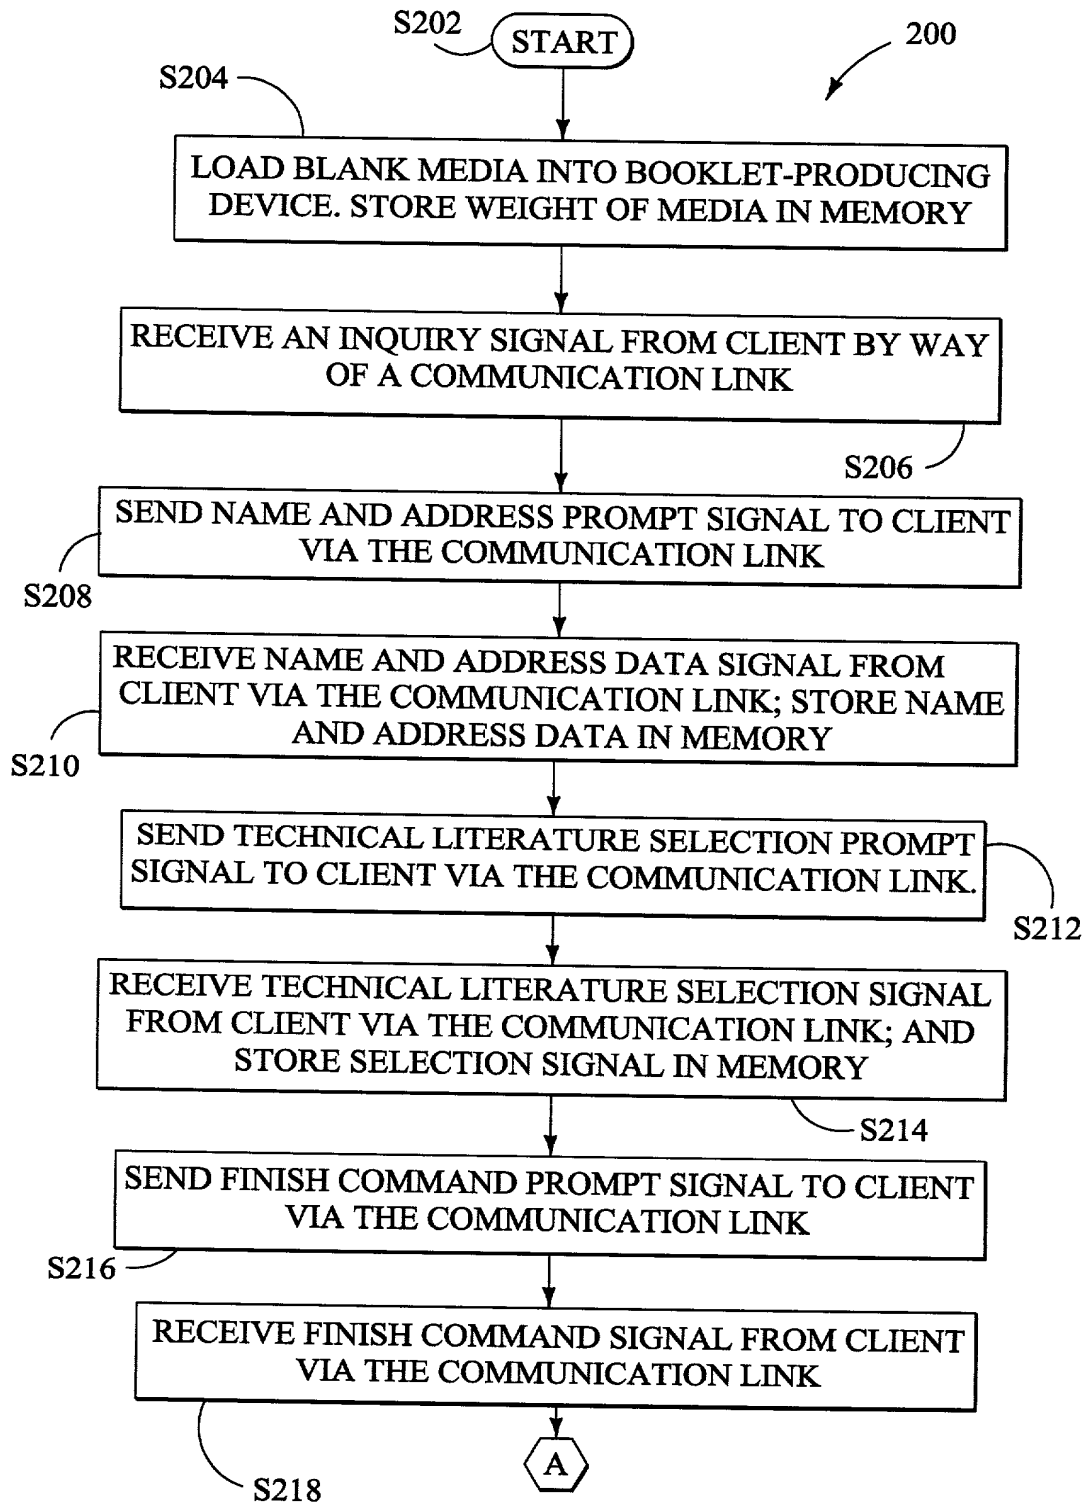 S202
START
200
S204
LOAD BLANK MEDIA INTO BOOKLET-PRODUCING
DEVICE. STORE WEIGHT OF MEDIA IN MEMORY
RECEIVE AN INQUIRY SIGNAL FROM CLIENT BY WAY
OF A COMMUNICATION LINK
S206
SEND NAME AND ADDRESS PROMPT SIGNAL TO CLIENT
VIA THE COMMUNICATION LINK
S208
RECEIVE NAME AND ADDRESS DATA SIGNAL FROM
CLIENT VIA THE COMMUNICATION LINK; STORE NAME
AND ADDRESS DATA IN MEMORY
S210
SEND TECHNICAL LITERATURE SELECTION PROMPT
SIGNAL TO CLIENT VIA THE COMMUNICATION LINK.
S212
RECEIVE TECHNICAL LITERATURE SELECTION SIGNAL
FROM CLIENT VIA THE COMMUNICATION LINK; AND
STORE SELECTION SIGNAL IN MEMORY
S214
SEND FINISH COMMAND PROMPT SIGNAL TO CLIENT
VIA THE COMMUNICATION LINK
S216
RECEIVE FINISH COMMAND SIGNAL FROM CLIENT
VIA THE COMMUNICATION LINK
S218
A